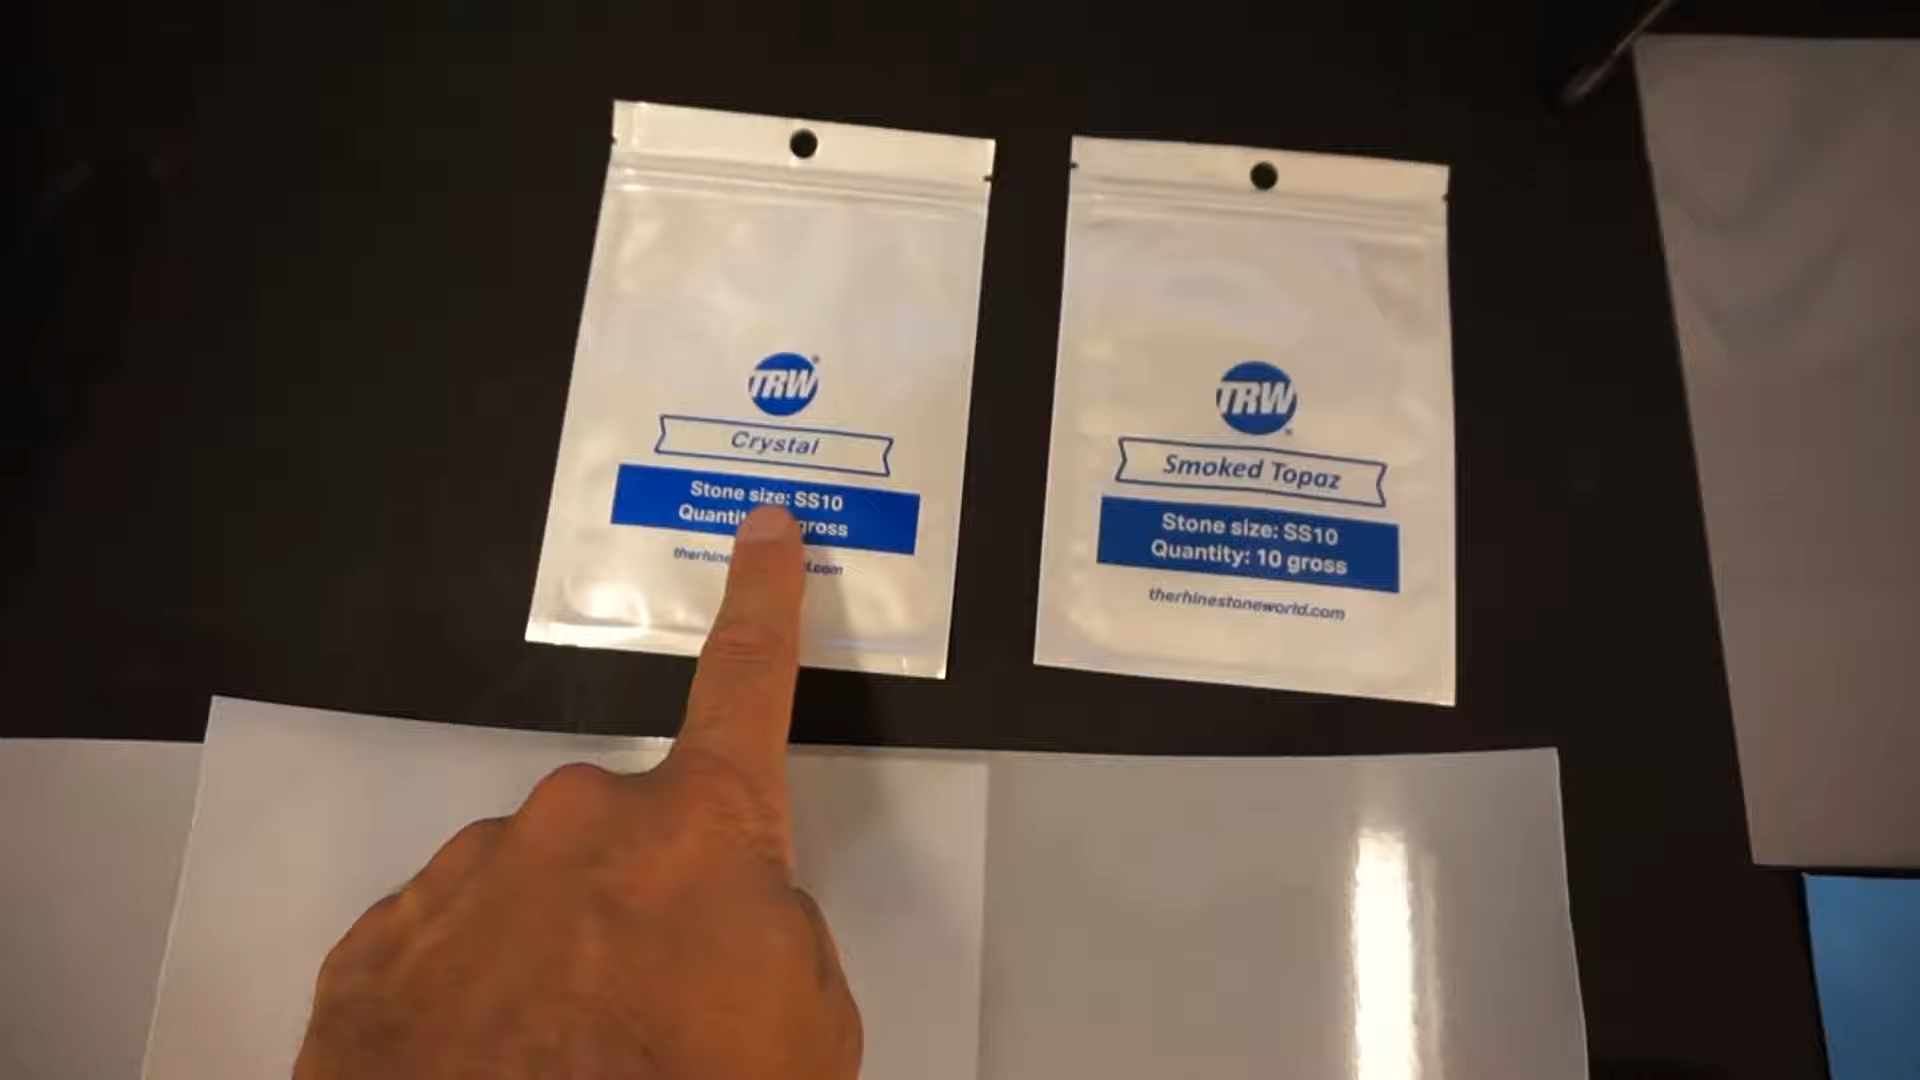 TRW
Crystal
Stone size: SS10
gross
TRW
Smoked Topaz
Stone size: SS10
Quantity: 10 gross
therhinestoneworld.com